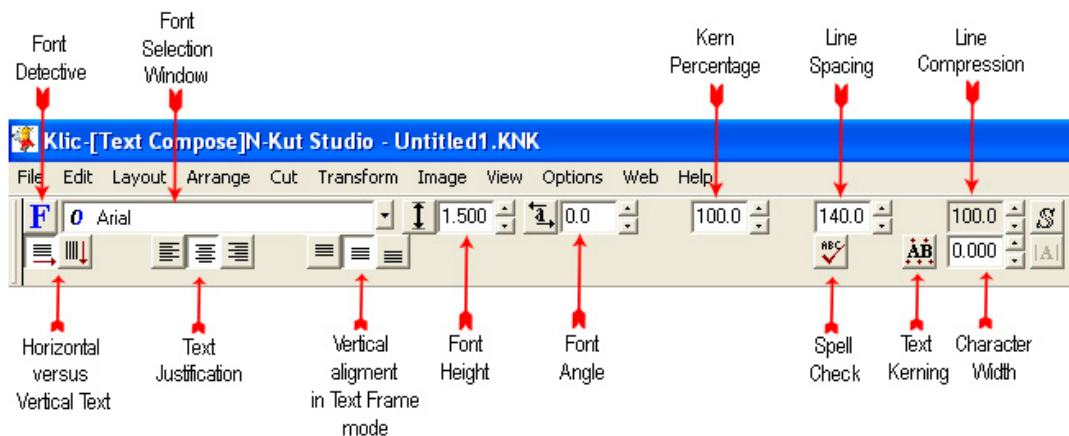 Font
Detective
Font
Selection
Window
Kern
Percentage
Line
Spacing
Line
Compression
Klic-[Text Compose]N-Kut Studio - Untitled1.KNK
File Edit Layout Arrange Cut Transform Image View Options Web Help
F O Arial 1.500 a 0.0 100.0 140.0 100.0 S
ABC AB 0.000 |A|
Horizontal
versus
Vertical Text
Text
Justification
Vertical
aligment
in Text Frame
mode
Font
Height
Font
Angle
Spell
Check
Text
Kerning
Character
Width